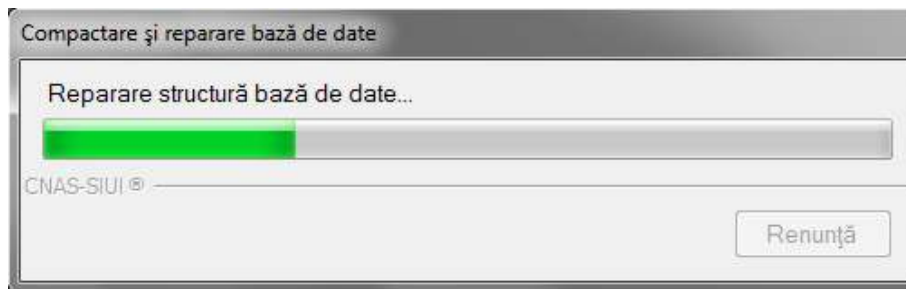 Compactare şi reparare bază de date
Reparare structură bază de date...
CNAS-SIUI ®
Renunţă